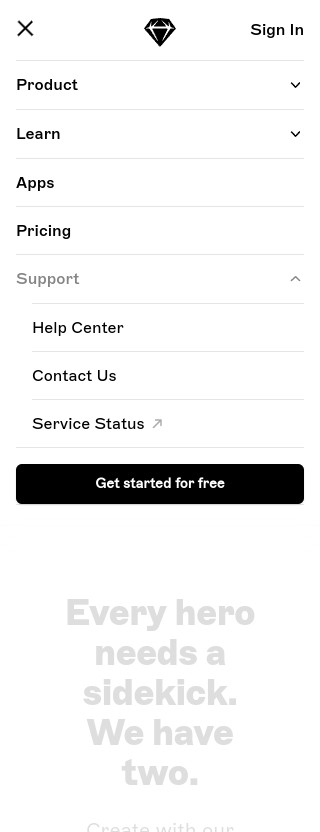 Sign In
Product
Learn
Apps
Pricing
Support
Help Center
Contact Us
Service Status
Get started for free
Every hero
needs a
sidekick.
We have
two.
Create with our